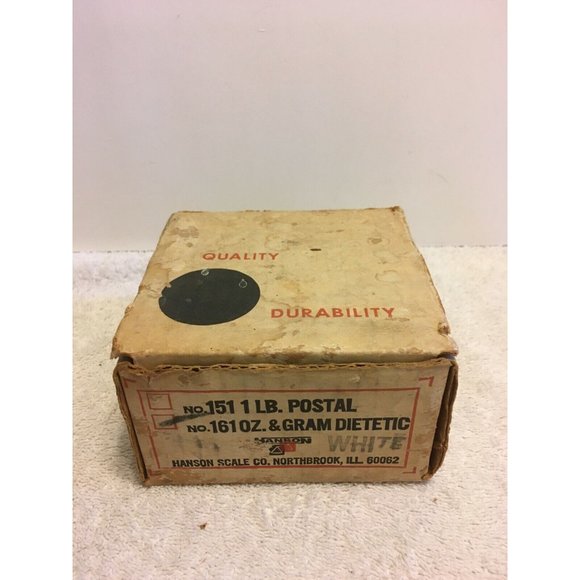 QUALITY
DURABILITY
NO. 151 1 LB. POSTAL
NO. 161 OZ. & GRAM DIETETIC
HANSON
WHITE
HANSON SCALE CO. NORTHBROOK, ILL. 60062